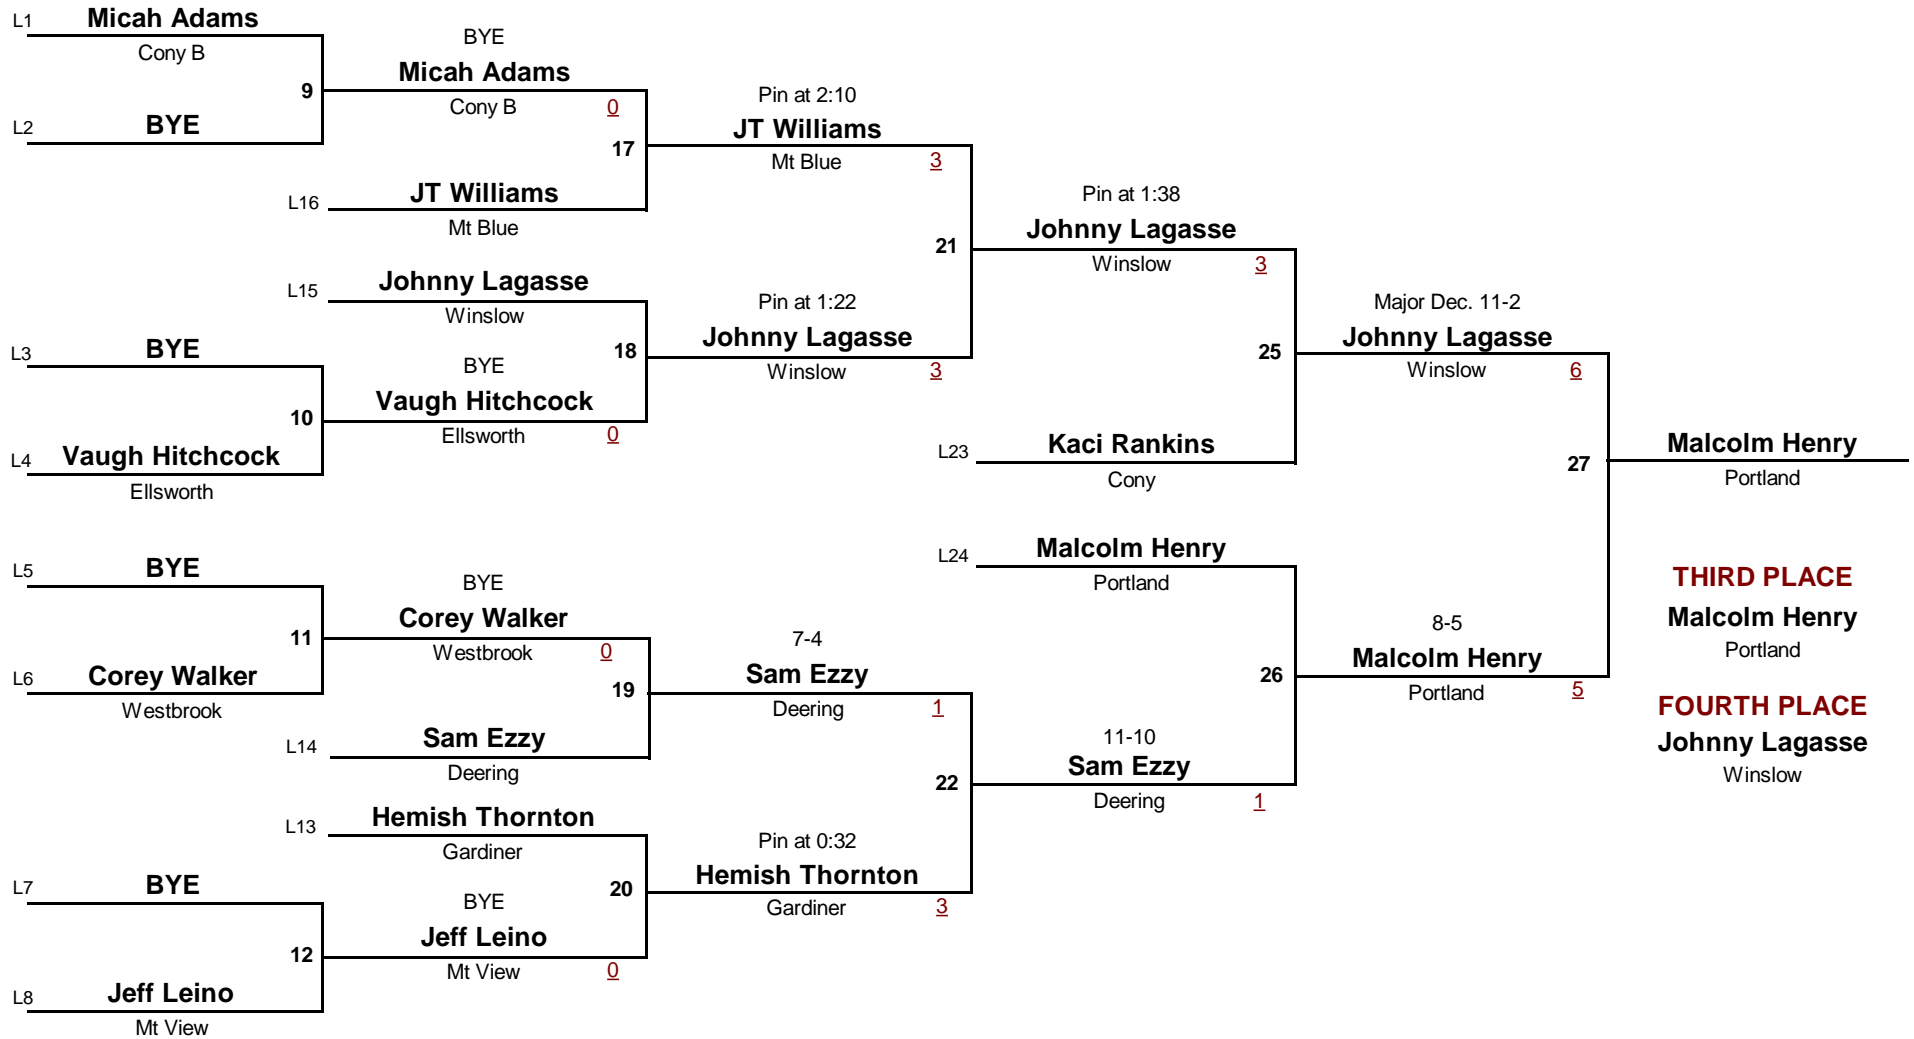 L1 Micah Adams
Cony B
9
L2 BYE
BYE
Micah Adams
Cony B 0
17
L16 JT Williams
Mt Blue
Pin at 2:10
JT Williams
Mt Blue 3
21
L15 Johnny Lagasse
Winslow
18
L3 BYE
10
L4 Vaugh Hitchcock
Ellsworth
BYE
Vaugh Hitchcock
Ellsworth 0
Pin at 1:22
Johnny Lagasse
Winslow 3
Pin at 1:38
Johnny Lagasse
Winslow 3
25
L23 Kaci Rankins
Cony
Major Dec. 11-2
Johnny Lagasse
Winslow 6
27
Malcolm Henry
Portland
L5 BYE
11
L6 Corey Walker
Westbrook
BYE
Corey Walker
Westbrook 0
19
L14 Sam Ezzy
Deering
7-4
Sam Ezzy
Deering 1
22
L13 Hemish Thornton
Gardiner
20
L7 BYE
12
L8 Jeff Leino
Mt View
BYE
Jeff Leino
Mt View 0
Pin at 0:32
Hemish Thornton
Gardiner 3
L24 Malcolm Henry
Portland
26
11-10
Sam Ezzy
Deering 1
8-5
Malcolm Henry
Portland 5
THIRD PLACE
Malcolm Henry
Portland
FOURTH PLACE
Johnny Lagasse
Winslow